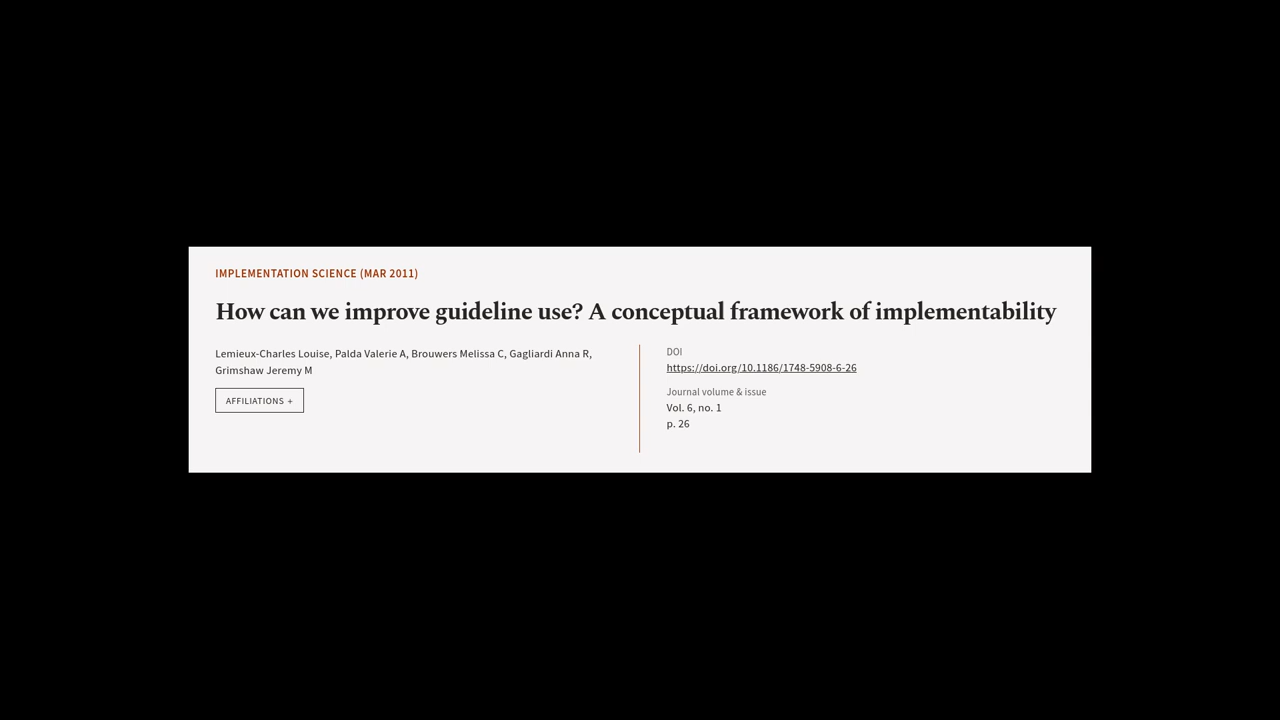 IMPLEMENTATION SCIENCE (MAR 2011)
How can we improve guideline use? A conceptual framework of implementability
Lemieux-Charles Louise, Palda Valerie A, Brouwers Melissa C, Gagliardi Anna R,
Grimshaw Jeremy M
AFFILIATIONS +
DOI
https://doi.org/10.1186/1748-5908-6-26
Journal volume & issue
Vol. 6, no. 1
p. 26